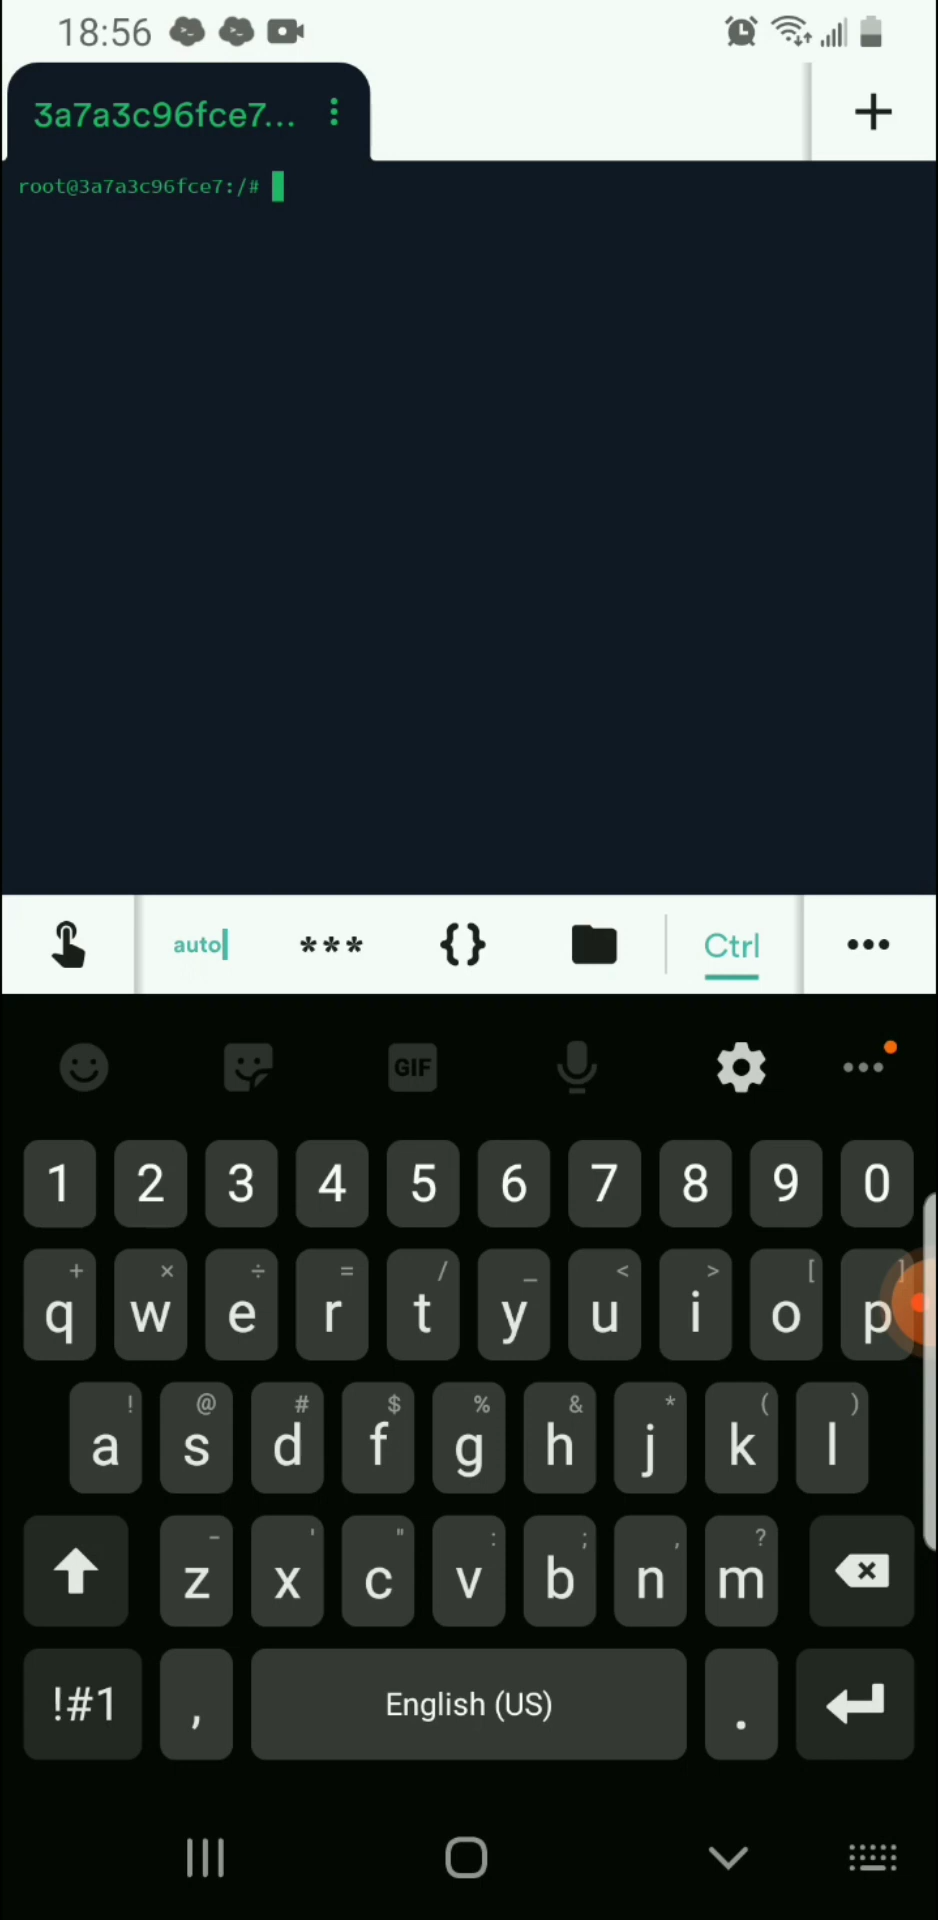 18:56
3a7a3c96fce7...
+
root@3a7a3c96fce7:/#
auto *** {} Ctrl •••
GIF •••
1 2 3 4 5 6 7 8 9 0
+ × ÷ = / _ < > [ ]
q w e r t y u i o p
! @ # $ % & * ( )
a s d f g h j k l
- ' " : ; , ?
z x c v b n m
!#1 , English (US) .